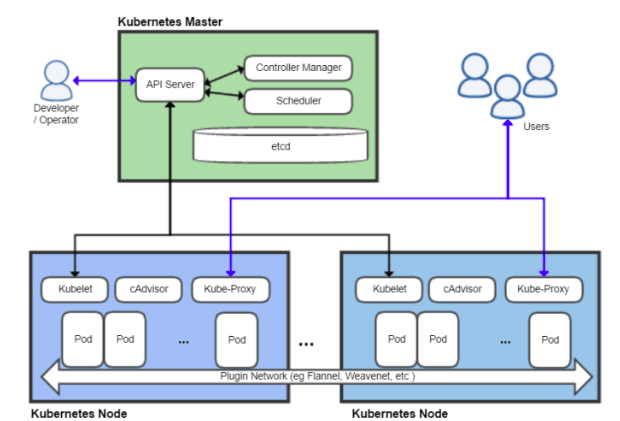 Kubernetes Master
API Server
Controller Manager
Scheduler
etcd
Developer
/ Operator
Users
Kubelet
cAdvisor
Kube-Proxy
Pod
Pod
...
Pod
...
Kubelet
cAdvisor
Kube-Proxy
Pod
Pod
...
Pod
Plugin Network (eg Flannel, Weavenet, etc )
Kubernetes Node
Kubernetes Node